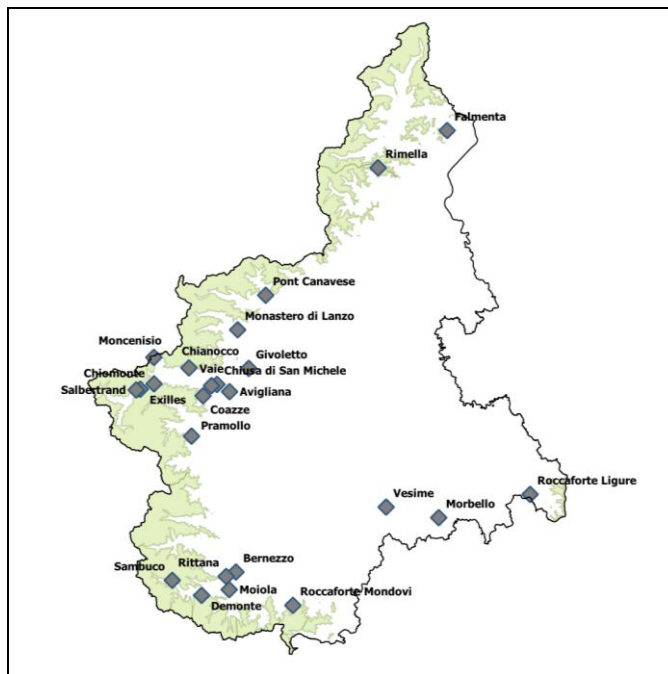 Falmenta
Rimella
Pont Canavese
Monastero di Lanzo
Moncenisio
Chianocco
Givoletto
Chiomonte
Vaie
Chiusa di San Michele
Salbertrand
Exilles
Avigliana
Coazze
Pramollo
Roccaforte Ligure
Vesime
Morbello
Sambuco
Rittana
Bernezzo
Moiola
Roccaforte Mondovi
Demonte